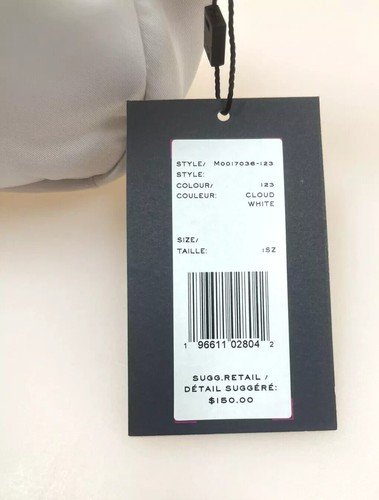 STYLE/ M0017036-123
STYLE:
COLOUR/ 123
COULEUR: CLOUD
WHITE
SIZE/
TAILLE: 1SZ
1 96611 02804 2
SUGG.RETAIL /
DÉTAIL SUGGÉRÉ:
$150.00